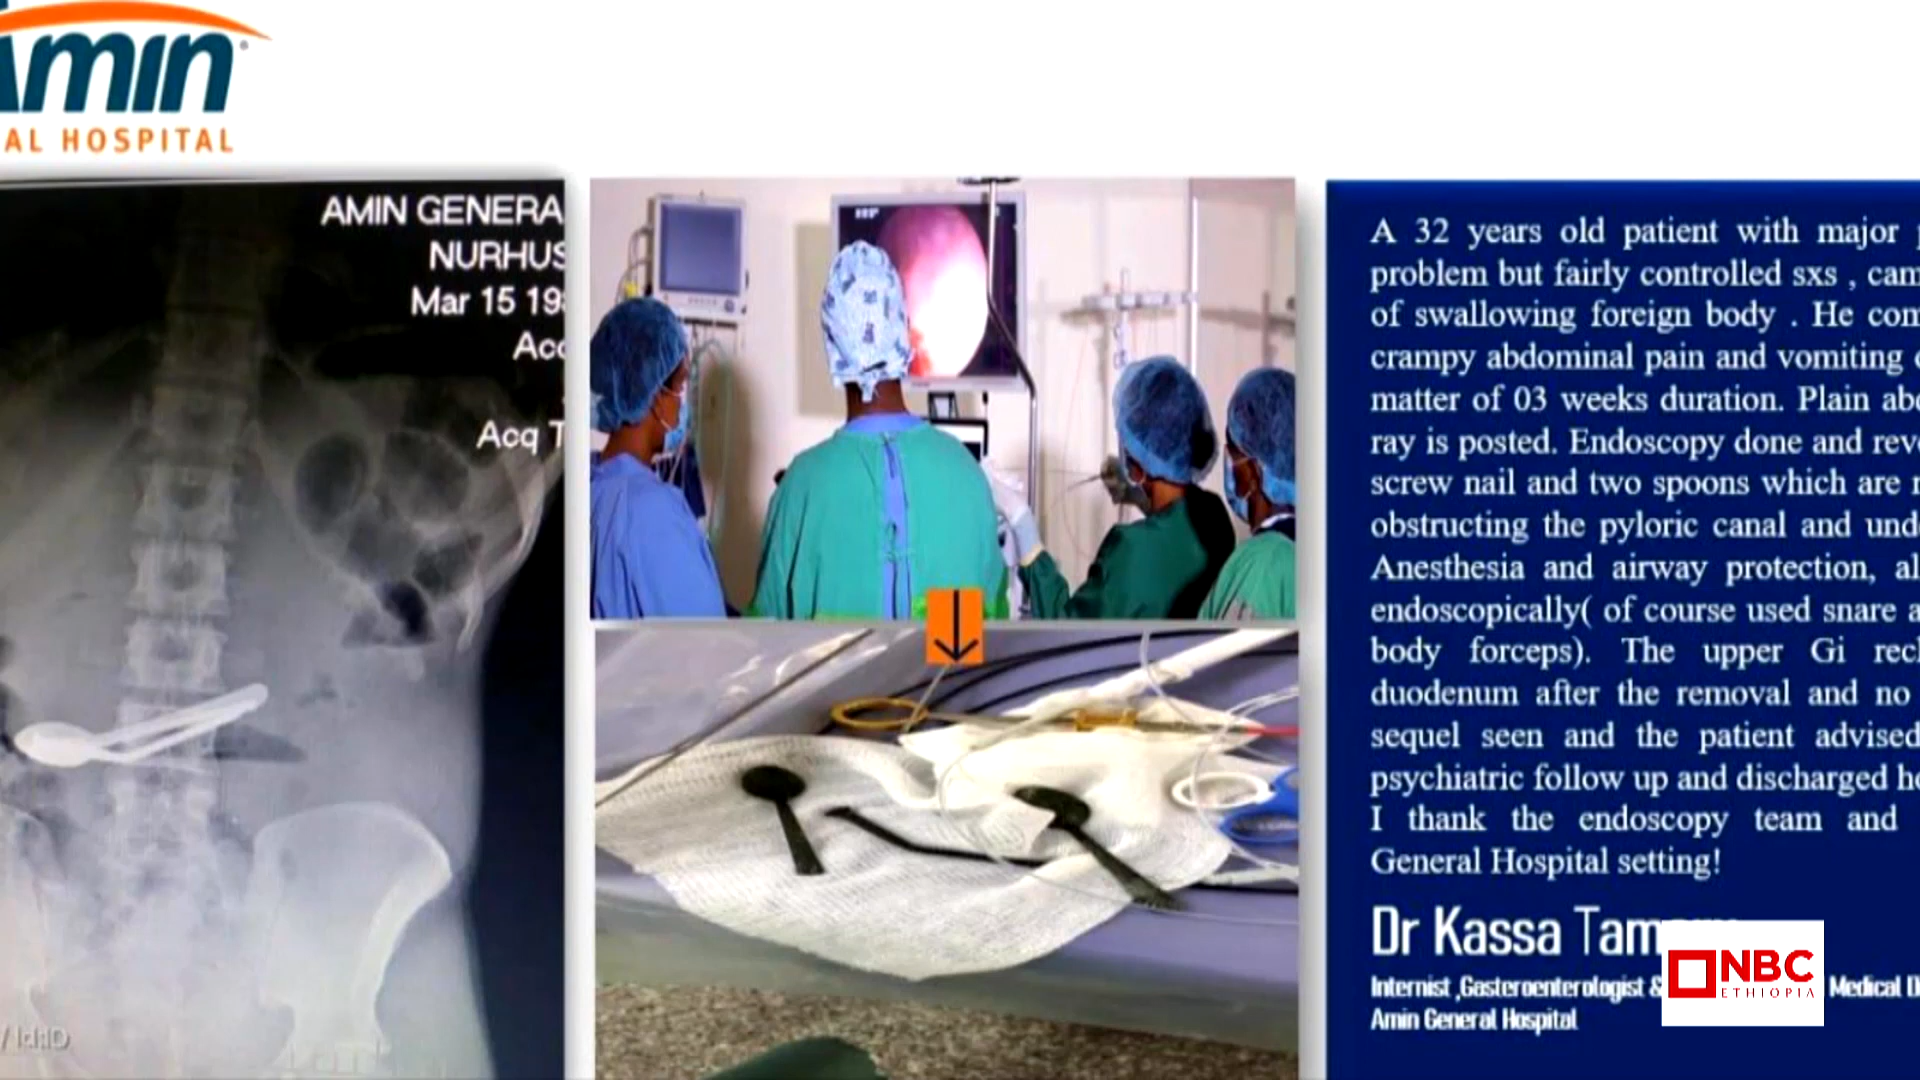 Amin
AL HOSPITAL
AMIN GENERA
NURHUS
Mar 15 19
Acc
Acq T
A 32 years old patient with major
problem but fairly controlled sxs , cam
of swallowing foreign body . He com
crampy abdominal pain and vomiting
matter of 03 weeks duration. Plain abd
ray is posted. Endoscopy done and reve
screw nail and two spoons which are
obstructing the pyloric canal and und
Anesthesia and airway protection, al
endoscopically( of course used snare a
body forceps). The upper Gi rech
duodenum after the removal and no
sequel seen and the patient advised
psychiatric follow up and discharged ho
I thank the endoscopy team and
General Hospital setting!
Dr Kassa Tam
Internist ,Gasteroenterologist & Medical D
Amin General Hospital
NBC
ETHIOPIA